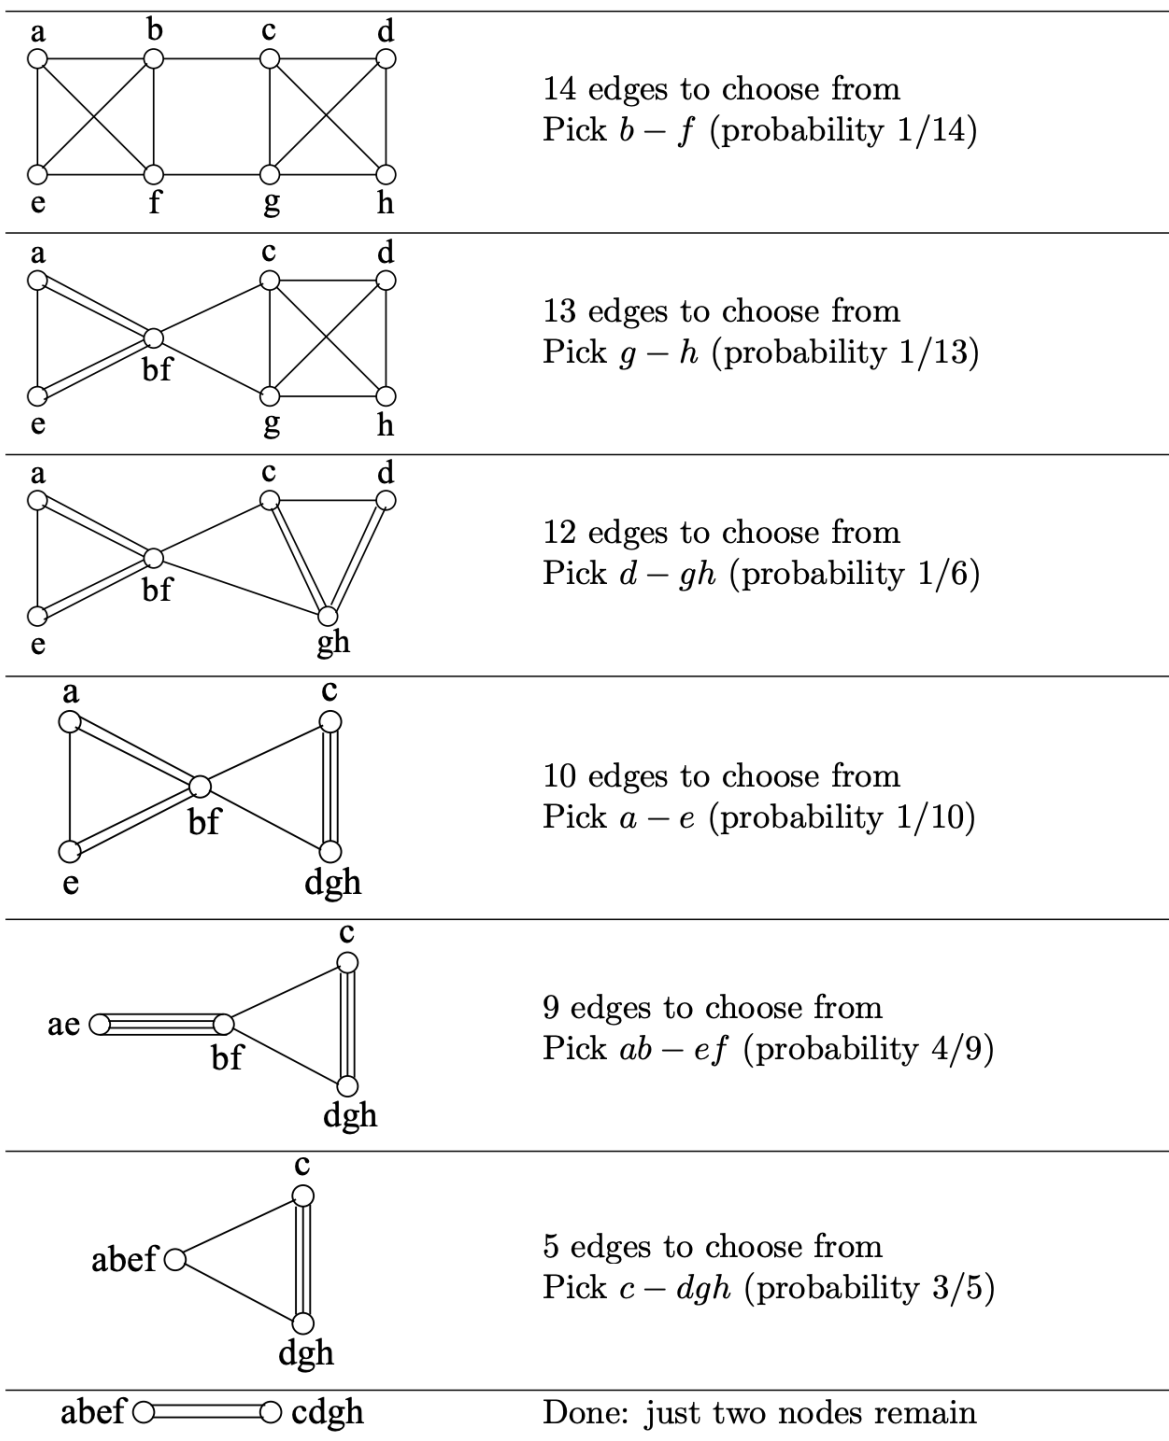 a b c d
14 edges to choose from
Pick b – f (probability 1/14)
e f g h
a c d
13 edges to choose from
Pick g – h (probability 1/13)
bf
e g h
a c d
12 edges to choose from
Pick d – gh (probability 1/6)
bf
e gh
a c
10 edges to choose from
Pick a – e (probability 1/10)
bf
e dgh
c
9 edges to choose from
ae
Pick ab – ef (probability 4/9)
bf
dgh
c
5 edges to choose from
abef
Pick c – dgh (probability 3/5)
dgh
abef cdgh Done: just two nodes remain